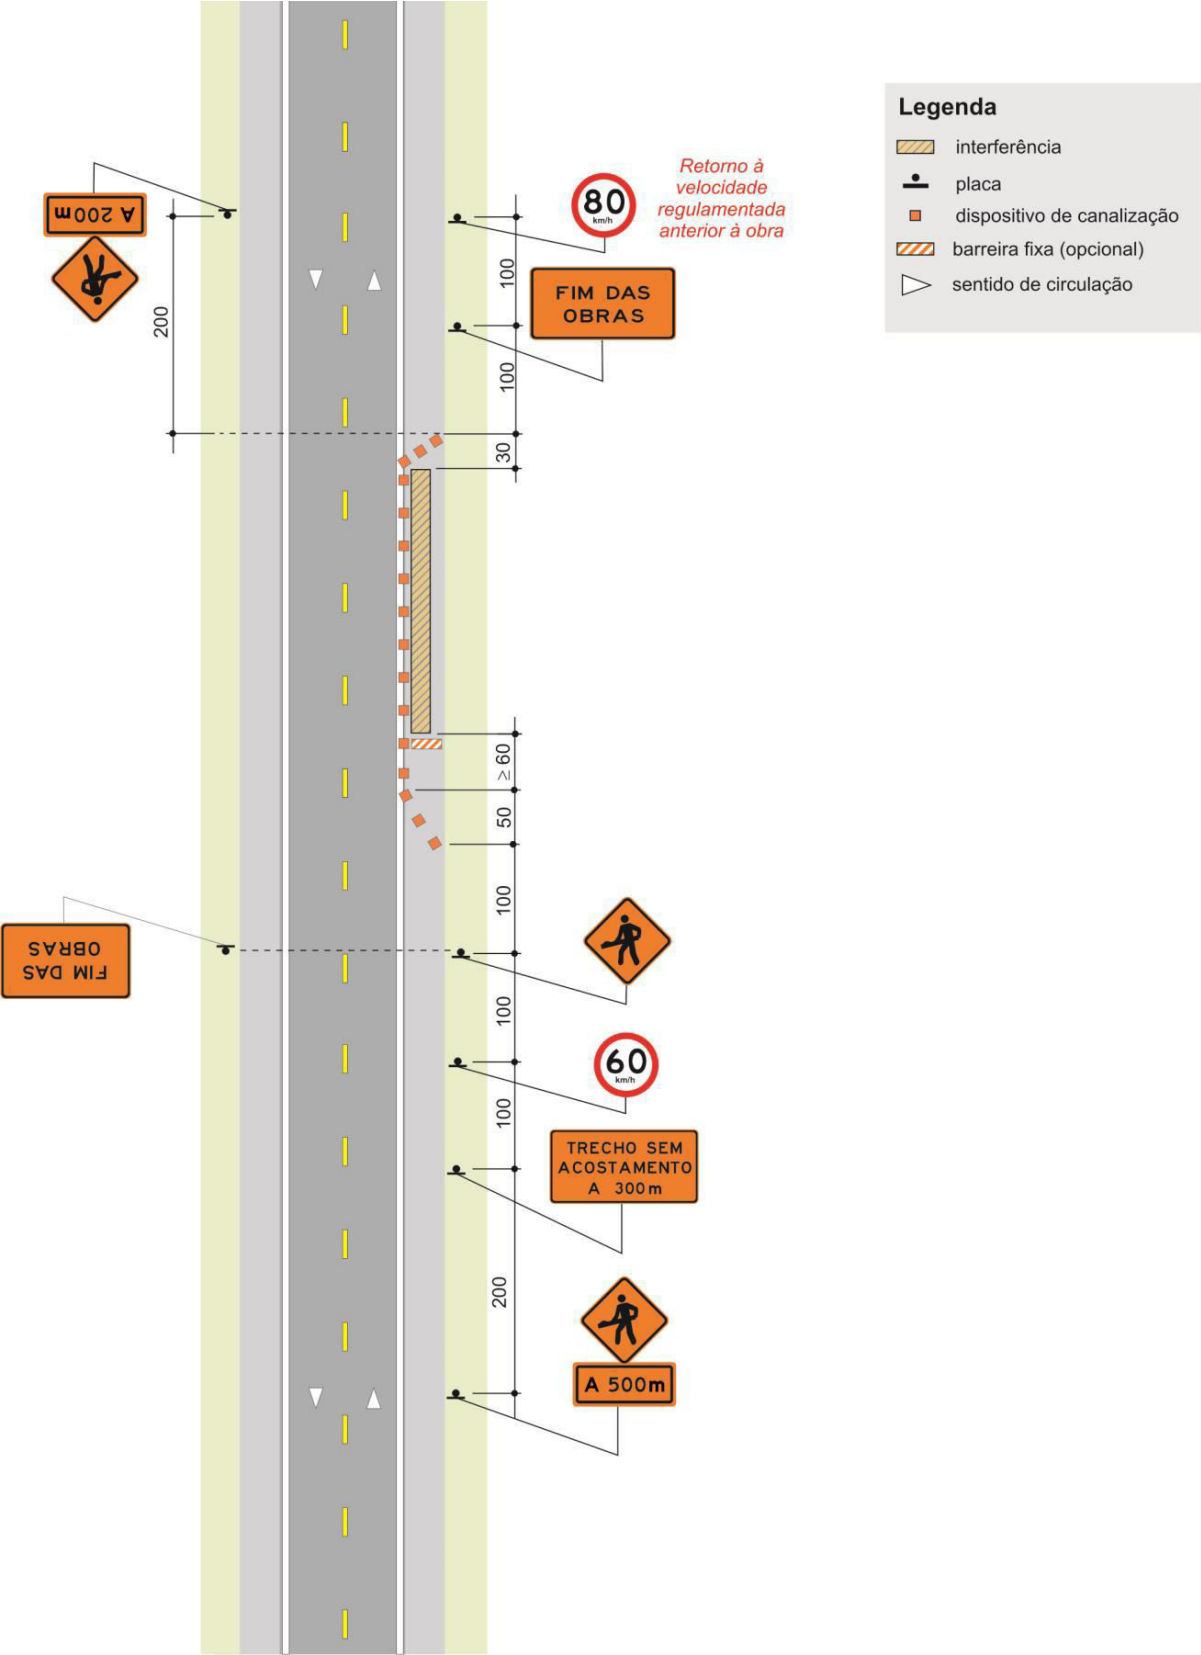 Legenda
interferência
placa
dispositivo de canalização
barreira fixa (opcional)
sentido de circulação
A 200m
200
80
km/h
Retorno à
velocidade
regulamentada
anterior à obra
100
FIM DAS
OBRAS
100
30
≥ 60
50
100
FIM DAS
OBRAS
100
60
km/h
100
TRECHO SEM
ACOSTAMENTO
A 300m
200
A 500m